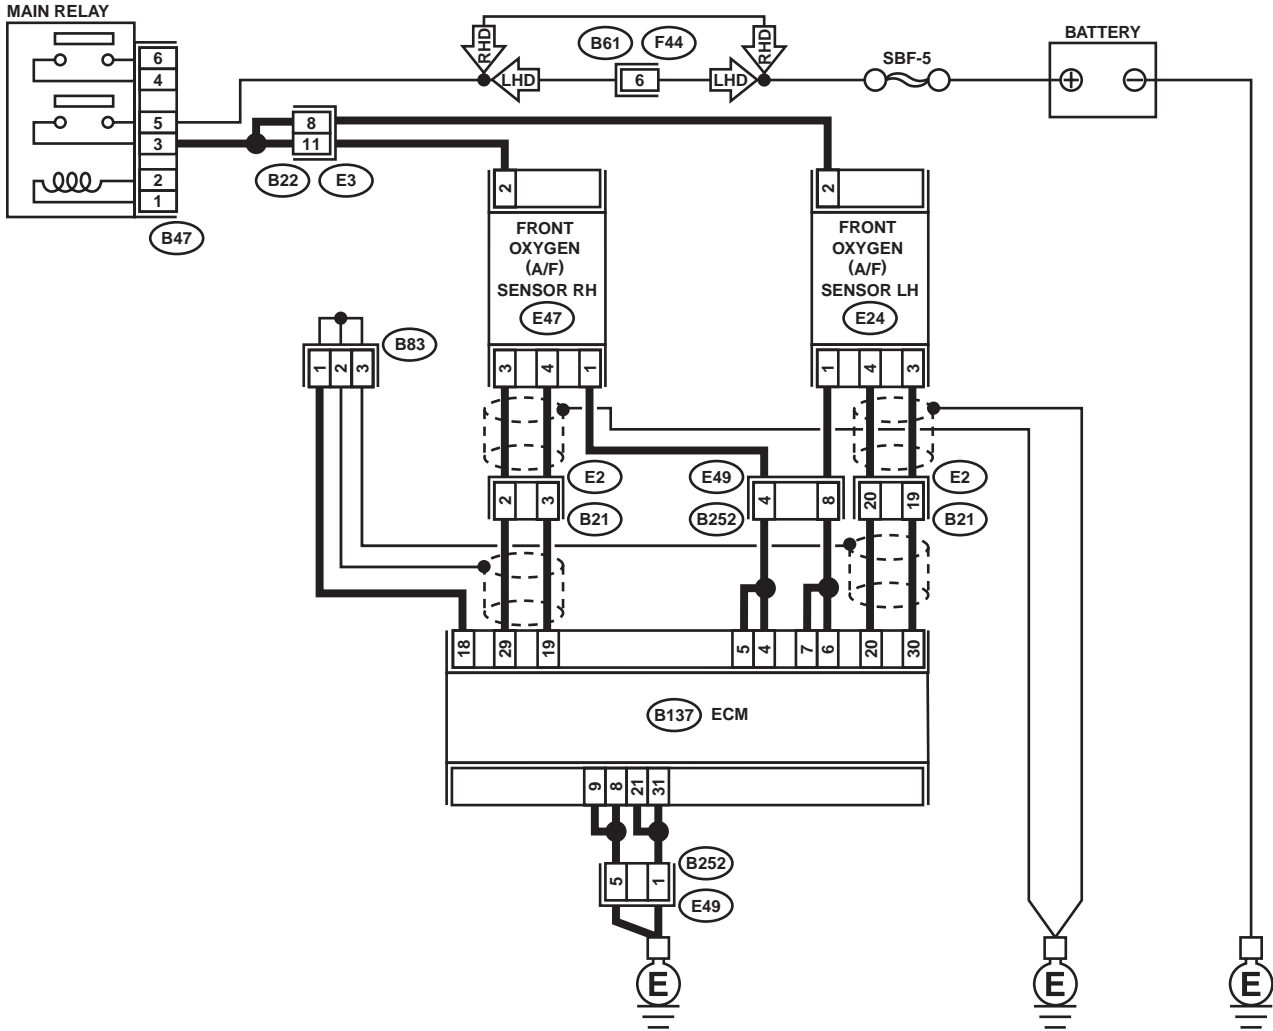 MAIN RELAY
6
4
5
3
2
1
B47
RHD
LHD
B61
F44
6
LHD
RHD
SBF-5
BATTERY
8
11
B22
E3
2
FRONT
OXYGEN
(A/F)
SENSOR RH
E47
3 4 1
2
FRONT
OXYGEN
(A/F)
SENSOR LH
E24
1 4 3
B83
1 2 3
E2
2 3
B21
E49
4 8
B252
E2
20 19
B21
18 29 19 5 4 7 6 20 30
B137 ECM
9 8 21 31
B252
5 1
E49
E
E
E